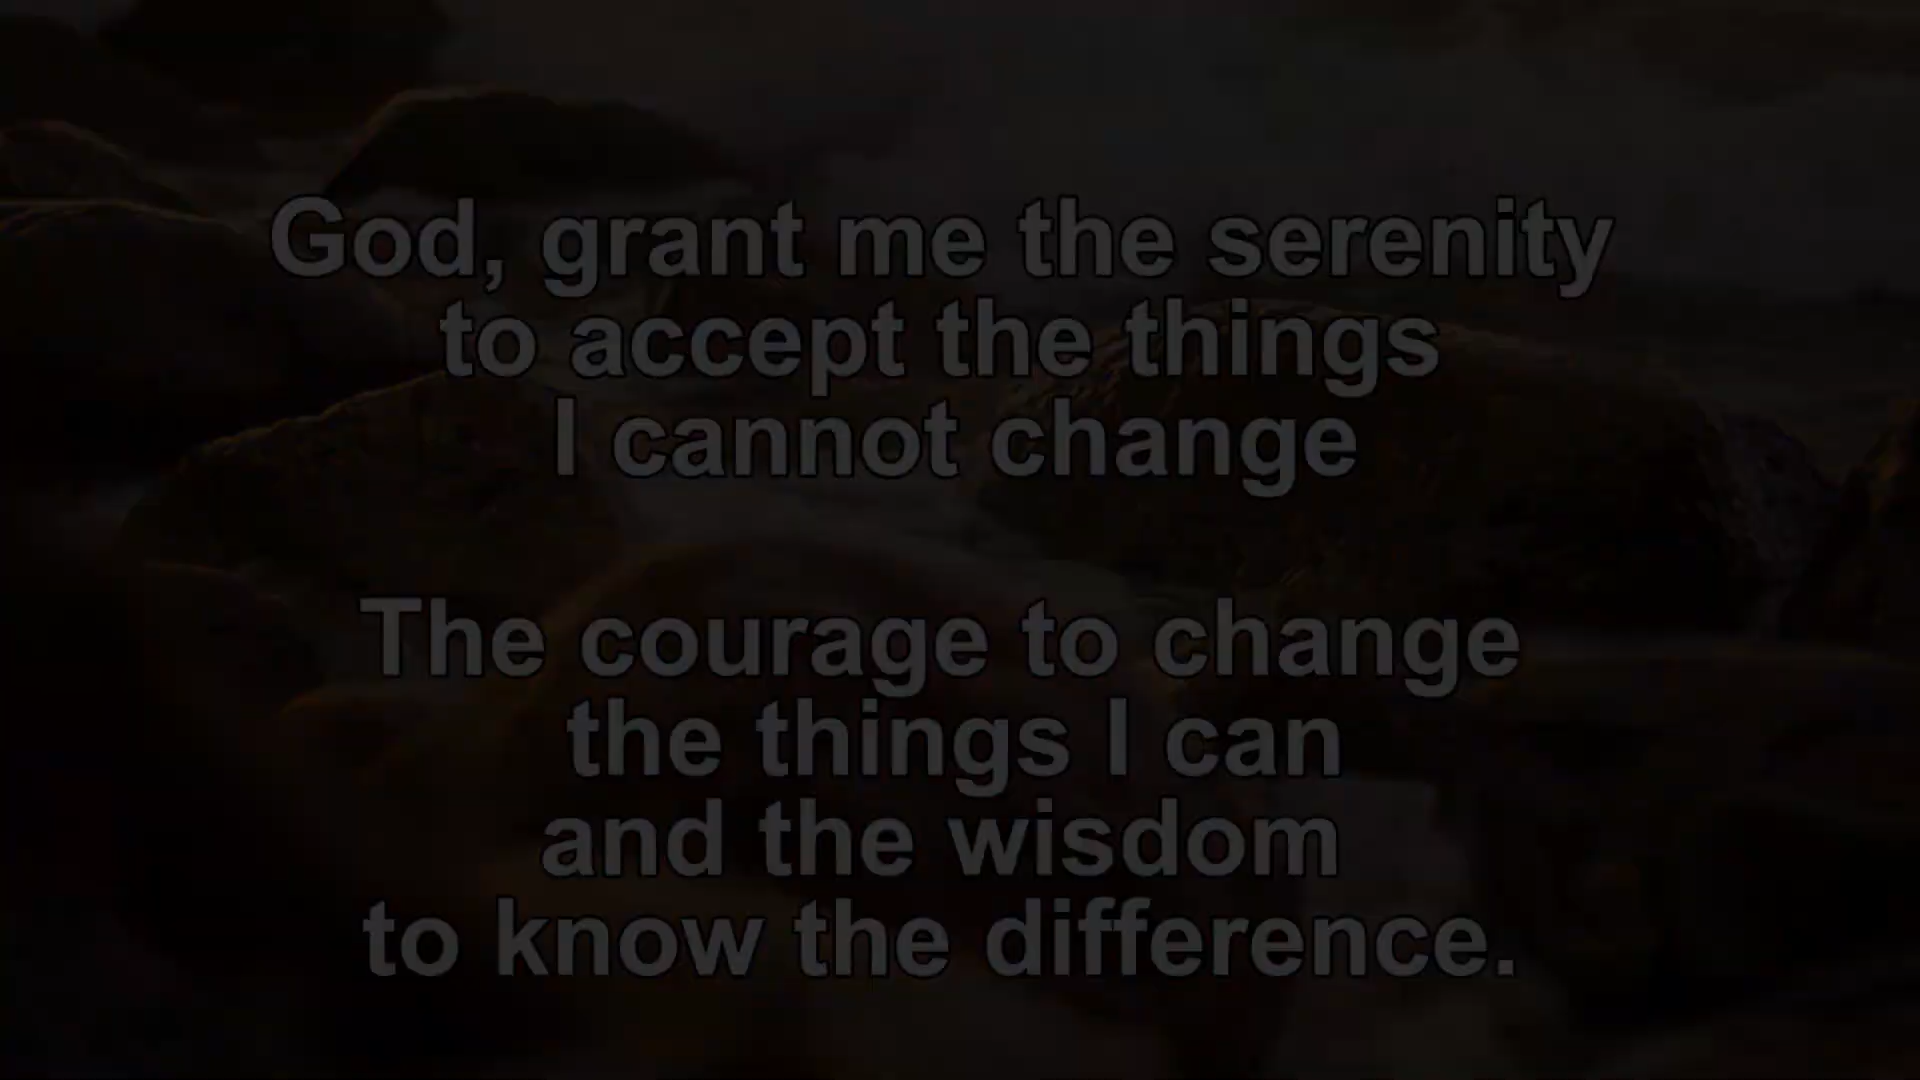 God, grant me the serenity
to accept the things
I cannot change
The courage to change
the things I can
and the wisdom
to know the difference.